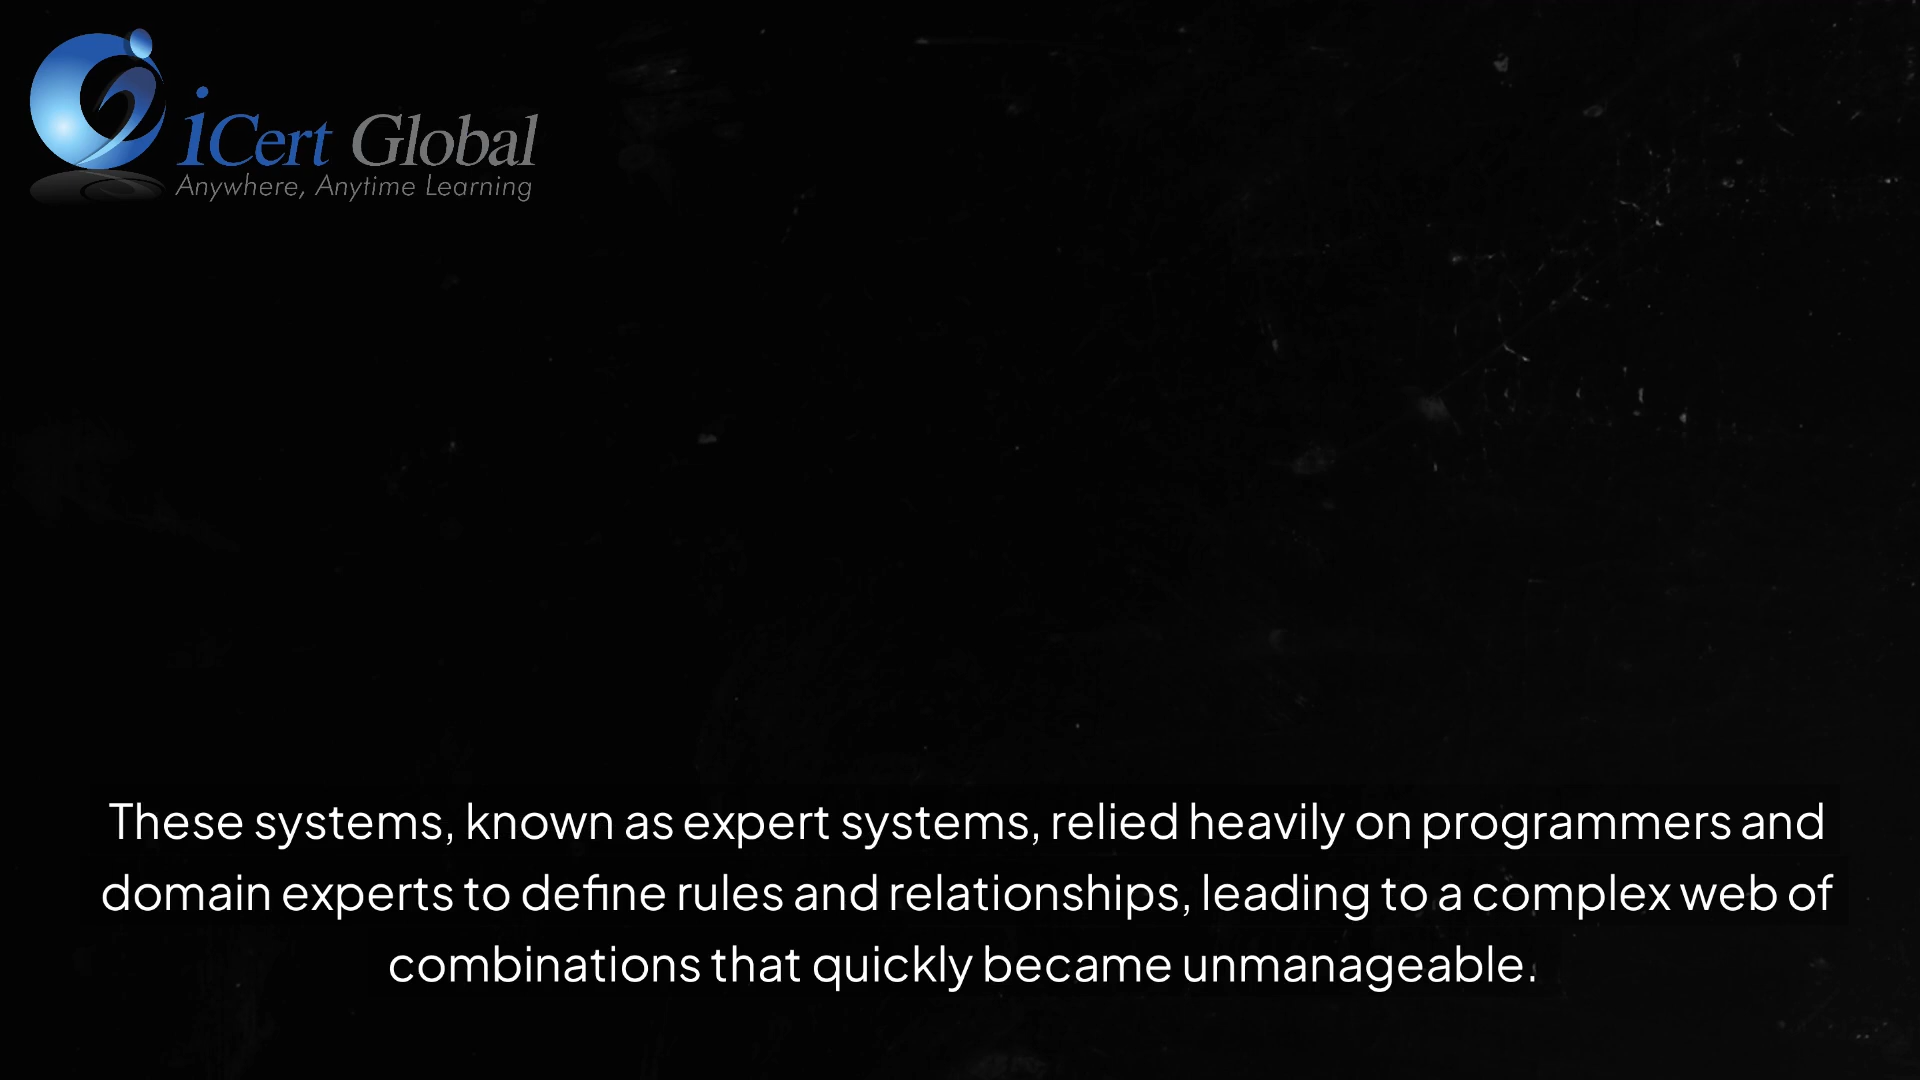 iCert Global
Anywhere, Anytime Learning
These systems, known as expert systems, relied heavily on programmers and
domain experts to define rules and relationships, leading to a complex web of
combinations that quickly became unmanageable.